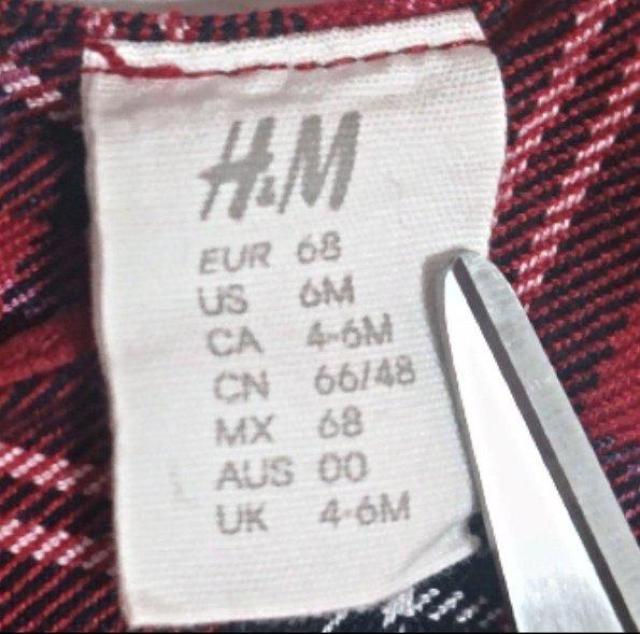 H&M
EUR 68
US 6M
CA 4-6M
CN 66/48
MX 68
AUS 00
UK 4-6M